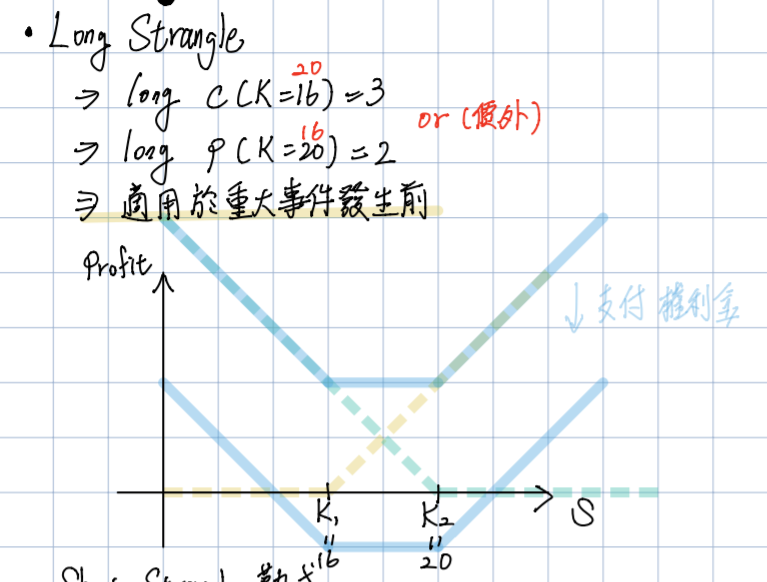 • Long Strangle
20
⇒ long C(K=16)=3
or (價外)
16
⇒ long P(K=20)=2
⇒ 適用於重大事件發生前
Profit
↓支付權利金
K₁ K₂ S
= =
16 20